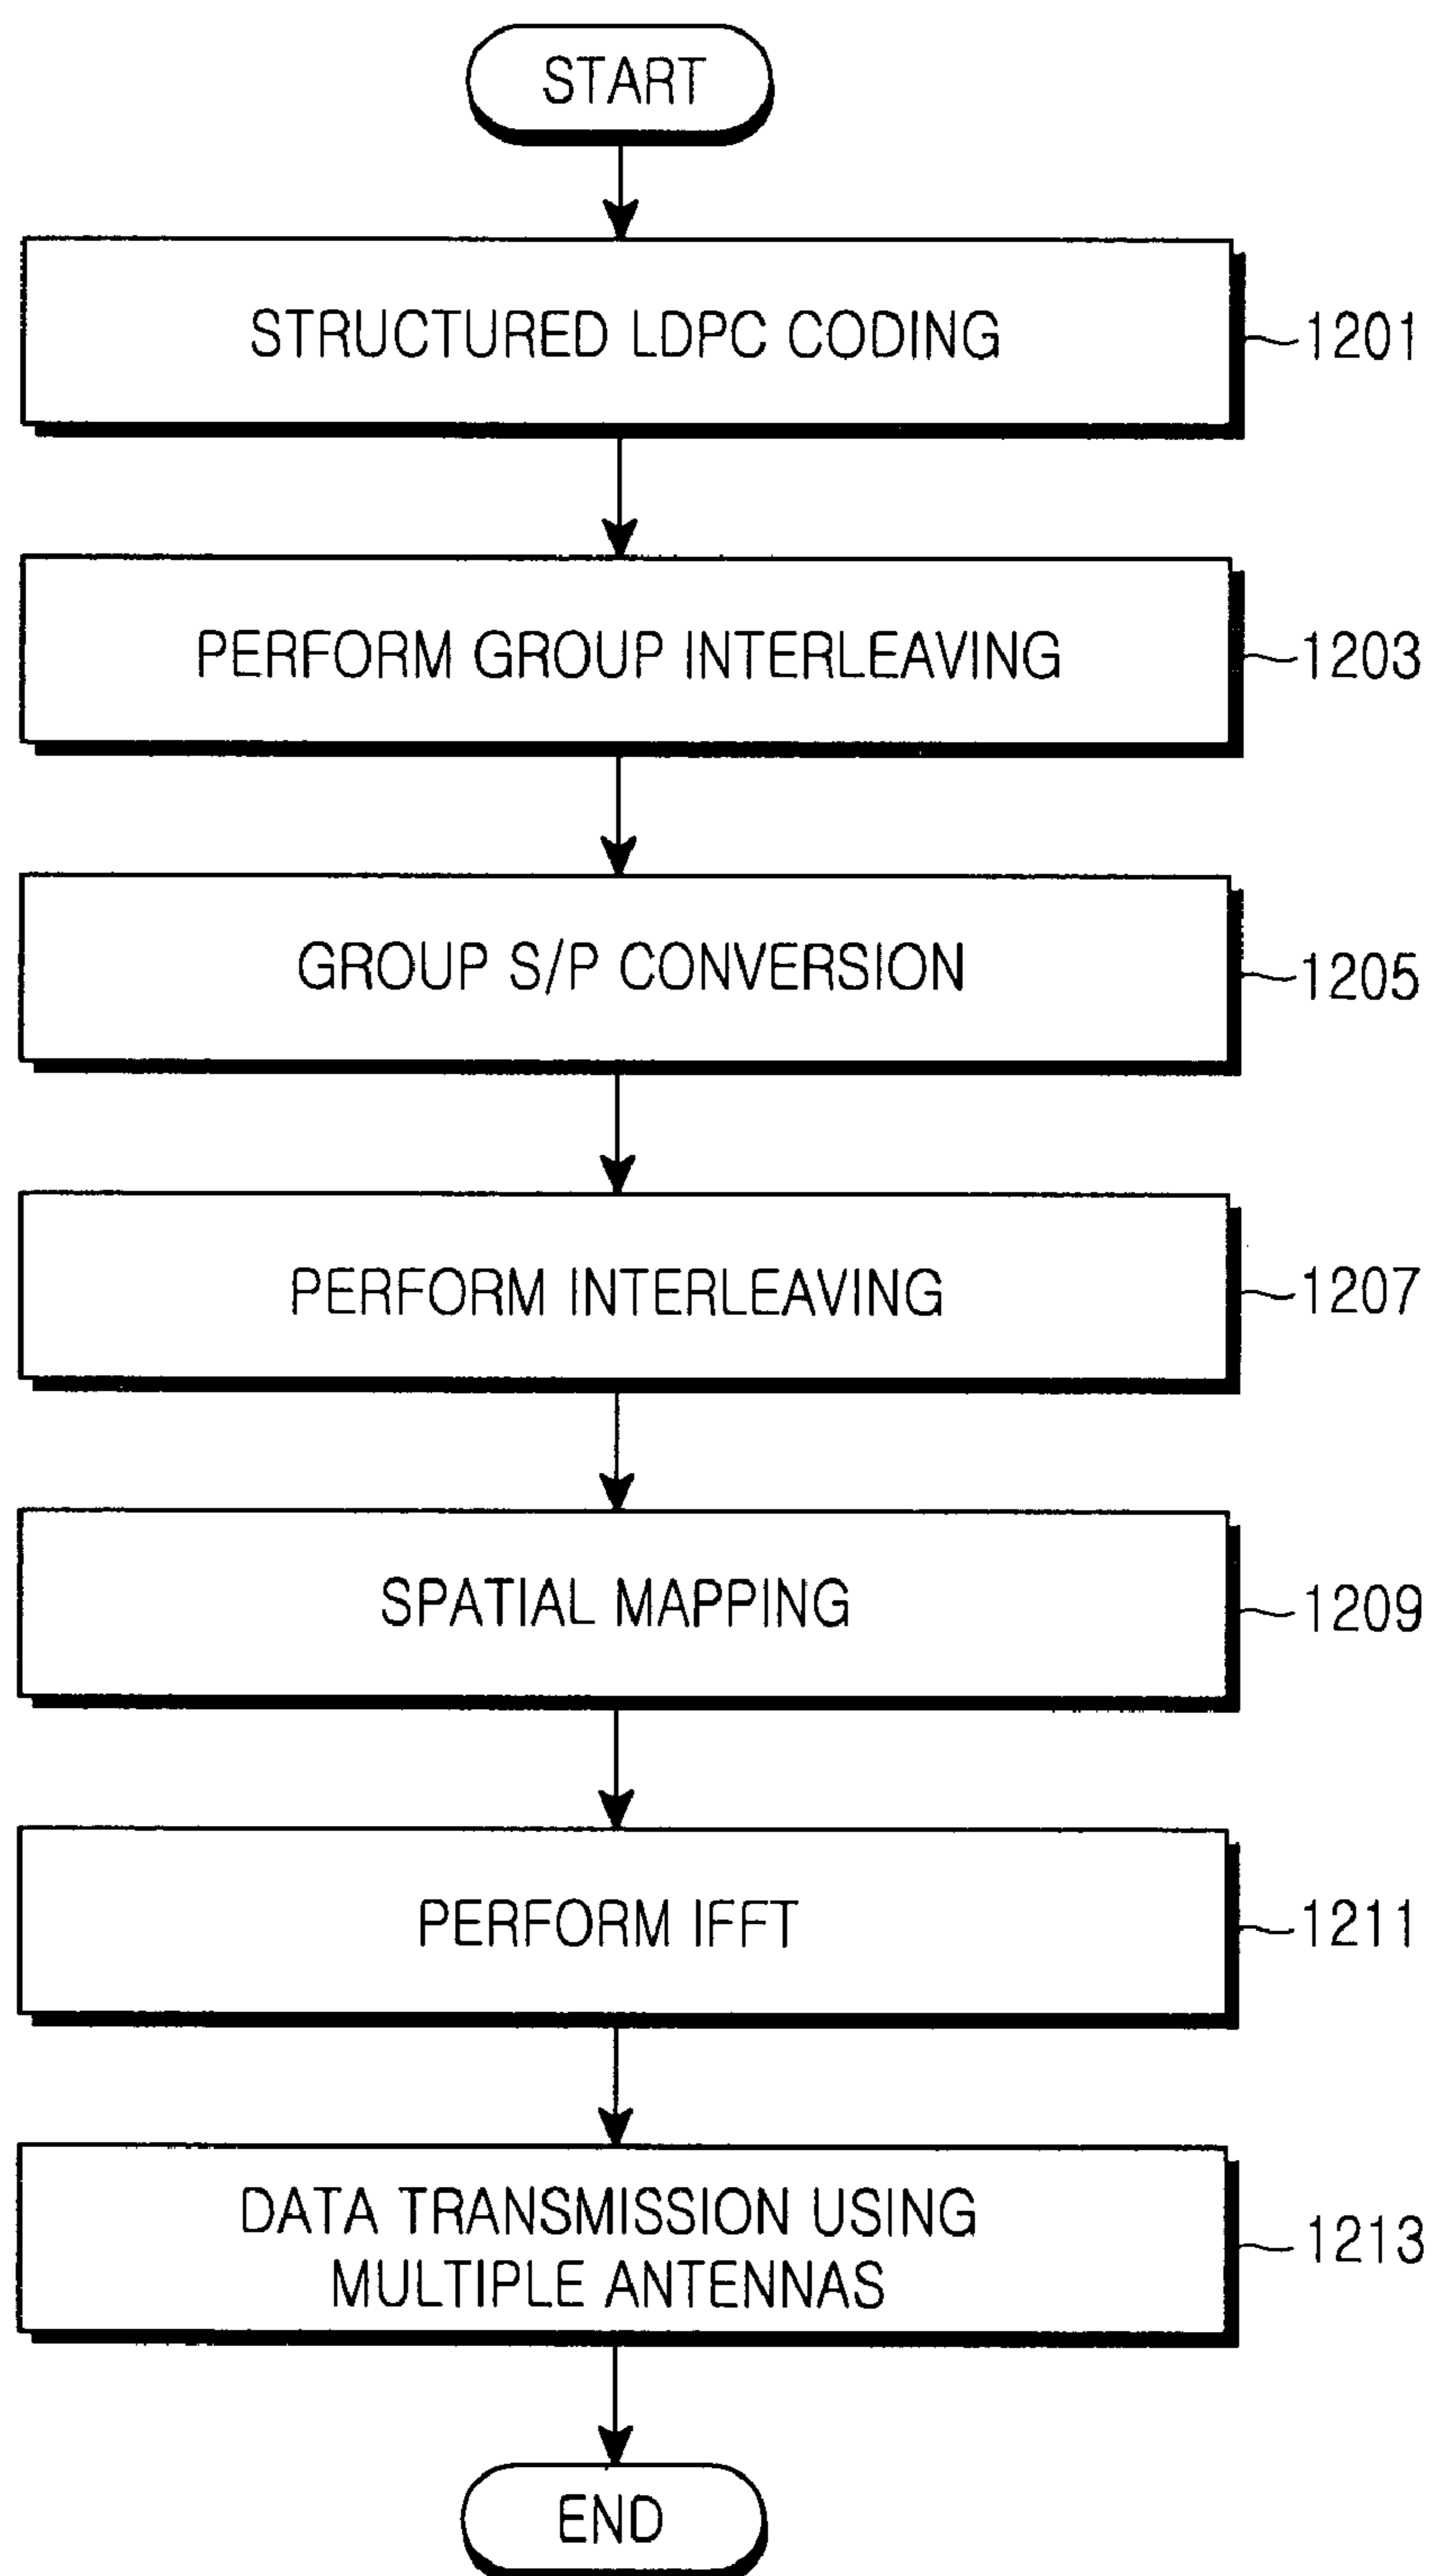 START
STRUCTURED LDPC CODING
1201
PERFORM GROUP INTERLEAVING
1203
GROUP S/P CONVERSION
1205
PERFORM INTERLEAVING
1207
SPATIAL MAPPING
1209
PERFORM IFFT
1211
DATA TRANSMISSION USING
MULTIPLE ANTENNAS
1213
END